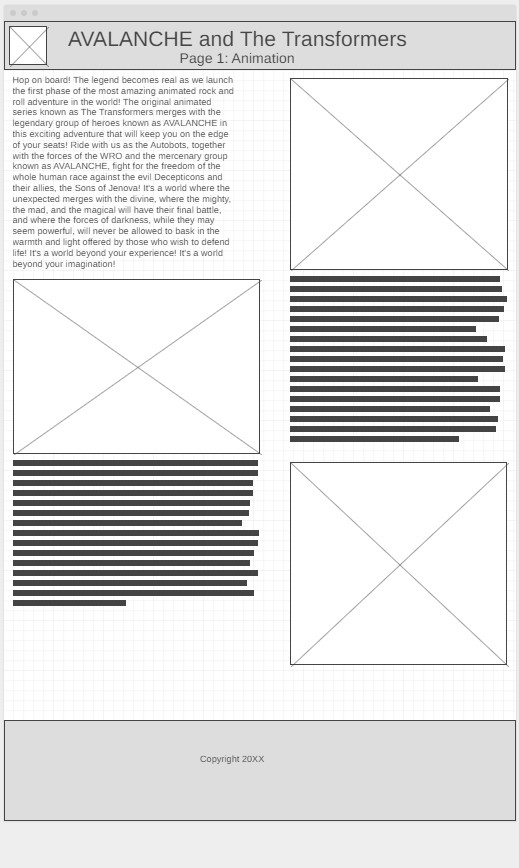 AVALANCHE and The Transformers
Page 1: Animation
Hop on board! The legend becomes real as we launch
the first phase of the most amazing animated rock and
roll adventure in the world! The original animated
series known as The Transformers merges with the
legendary group of heroes known as AVALANCHE in
this exciting adventure that will keep you on the edge
of your seats! Ride with us as the Autobots, together
with the forces of the WRO and the mercenary group
known as AVALANCHE, fight for the freedom of the
whole human race against the evil Decepticons and
their allies, the Sons of Jenova! It's a world where the
unexpected merges with the divine, where the mighty,
the mad, and the magical will have their final battle,
and where the forces of darkness, while they may
seem powerful, will never be allowed to bask in the
warmth and light offered by those who wish to defend
life! It's a world beyond your experience! It's a world
beyond your imagination!
Copyright 20XX